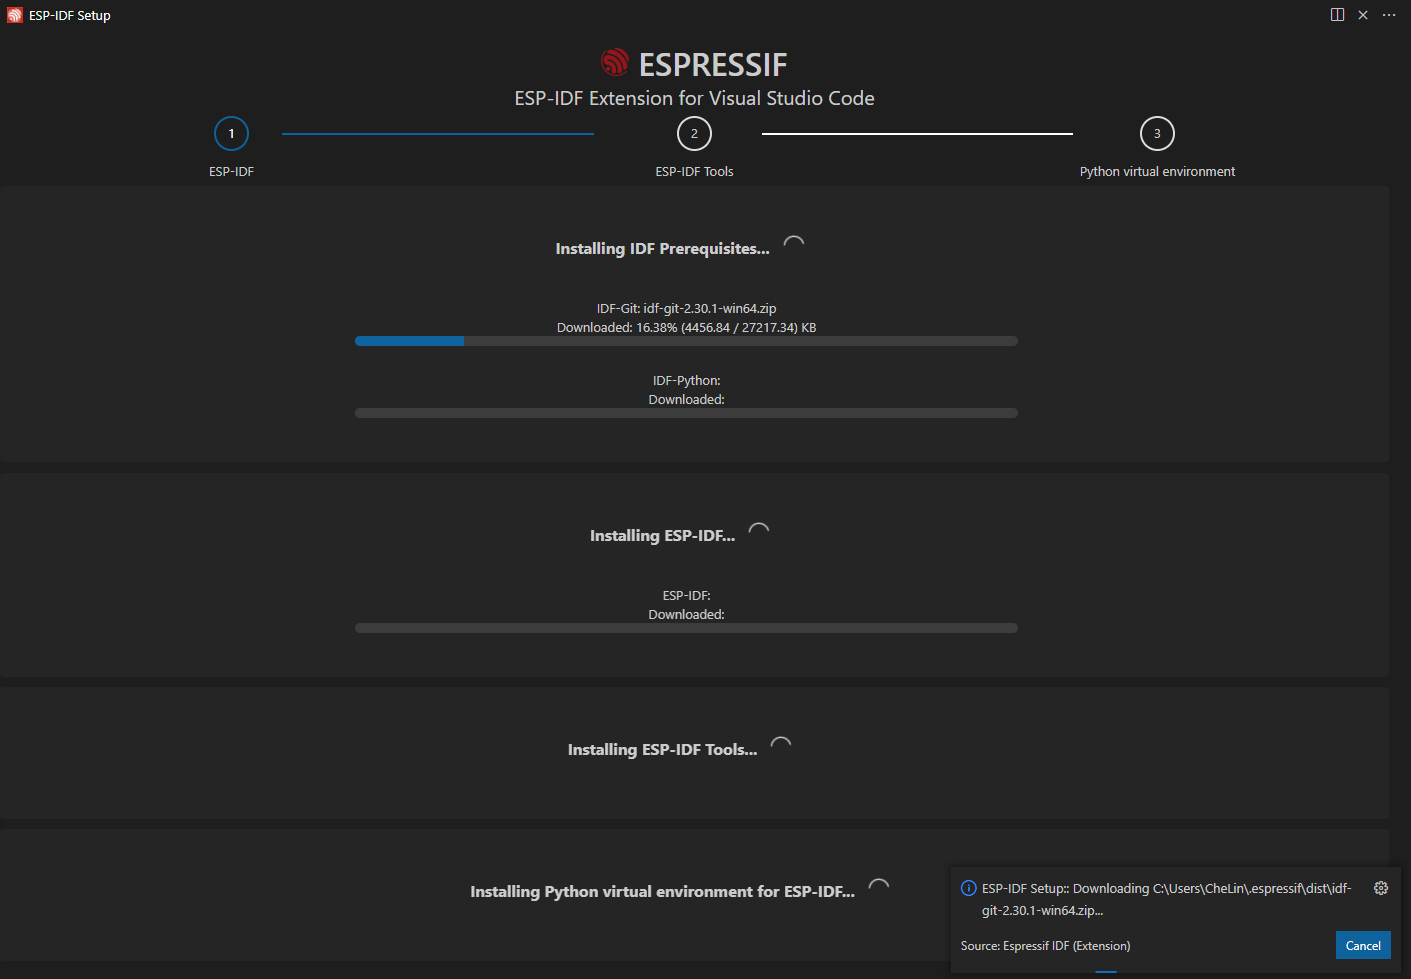 ESP-IDF Setup
ESPRESSIF
ESP-IDF Extension for Visual Studio Code
1
2
3
ESP-IDF
ESP-IDF Tools
Python virtual environment
Installing IDF Prerequisites...
IDF-Git: idf-git-2.30.1-win64.zip
Downloaded: 16.38% (4456.84 / 27217.34) KB
IDF-Python:
Downloaded:
Installing ESP-IDF...
ESP-IDF:
Downloaded:
Installing ESP-IDF Tools...
Installing Python virtual environment for ESP-IDF...
ESP-IDF Setup:: Downloading C:\Users\CheLin\.espressif\dist\idf-
git-2.30.1-win64.zip...
Source: Espressif IDF (Extension)
Cancel